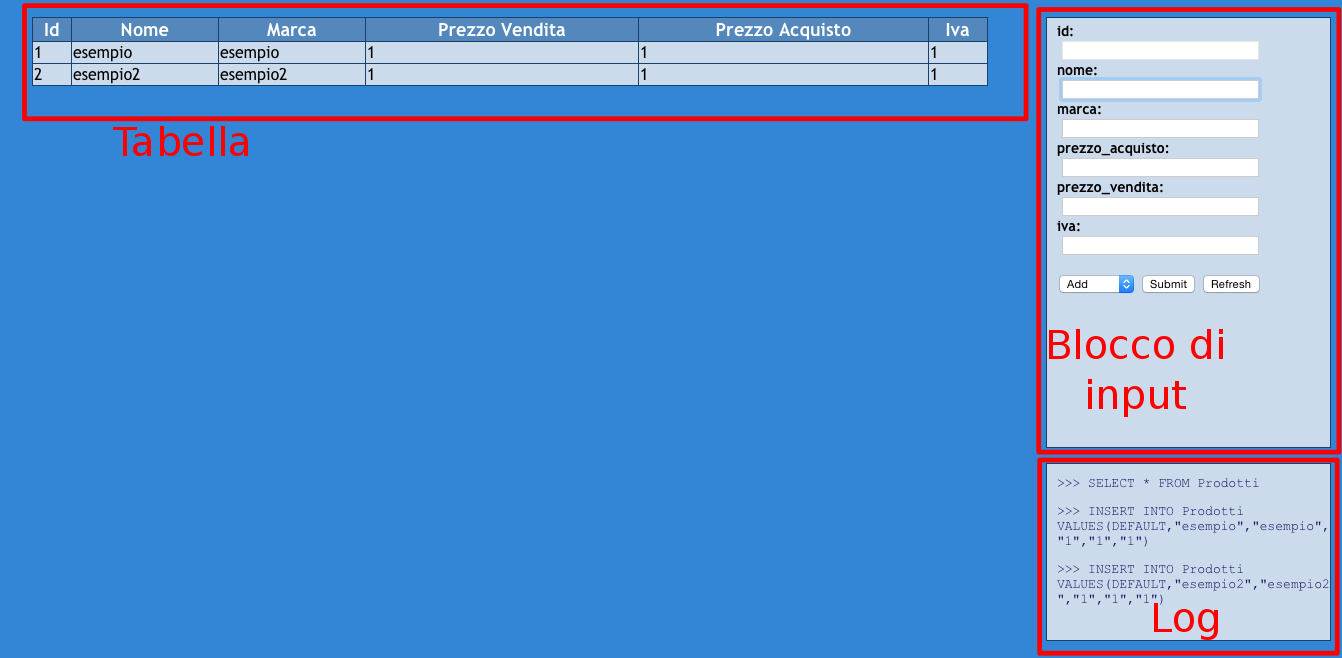 Id Nome Marca Prezzo Vendita Prezzo Acquisto Iva
1 esempio esempio 1 1 1
2 esempio2 esempio2 1 1 1
Tabella
id:
nome:
marca:
prezzo_acquisto:
prezzo_vendita:
iva:
Add Submit Refresh
Blocco di
input
>>> SELECT * FROM Prodotti
>>> INSERT INTO Prodotti
VALUES(DEFAULT,"esempio","esempio",
"1","1","1")
>>> INSERT INTO Prodotti
VALUES(DEFAULT,"esempio2","esempio2
","1","1","1")
Log